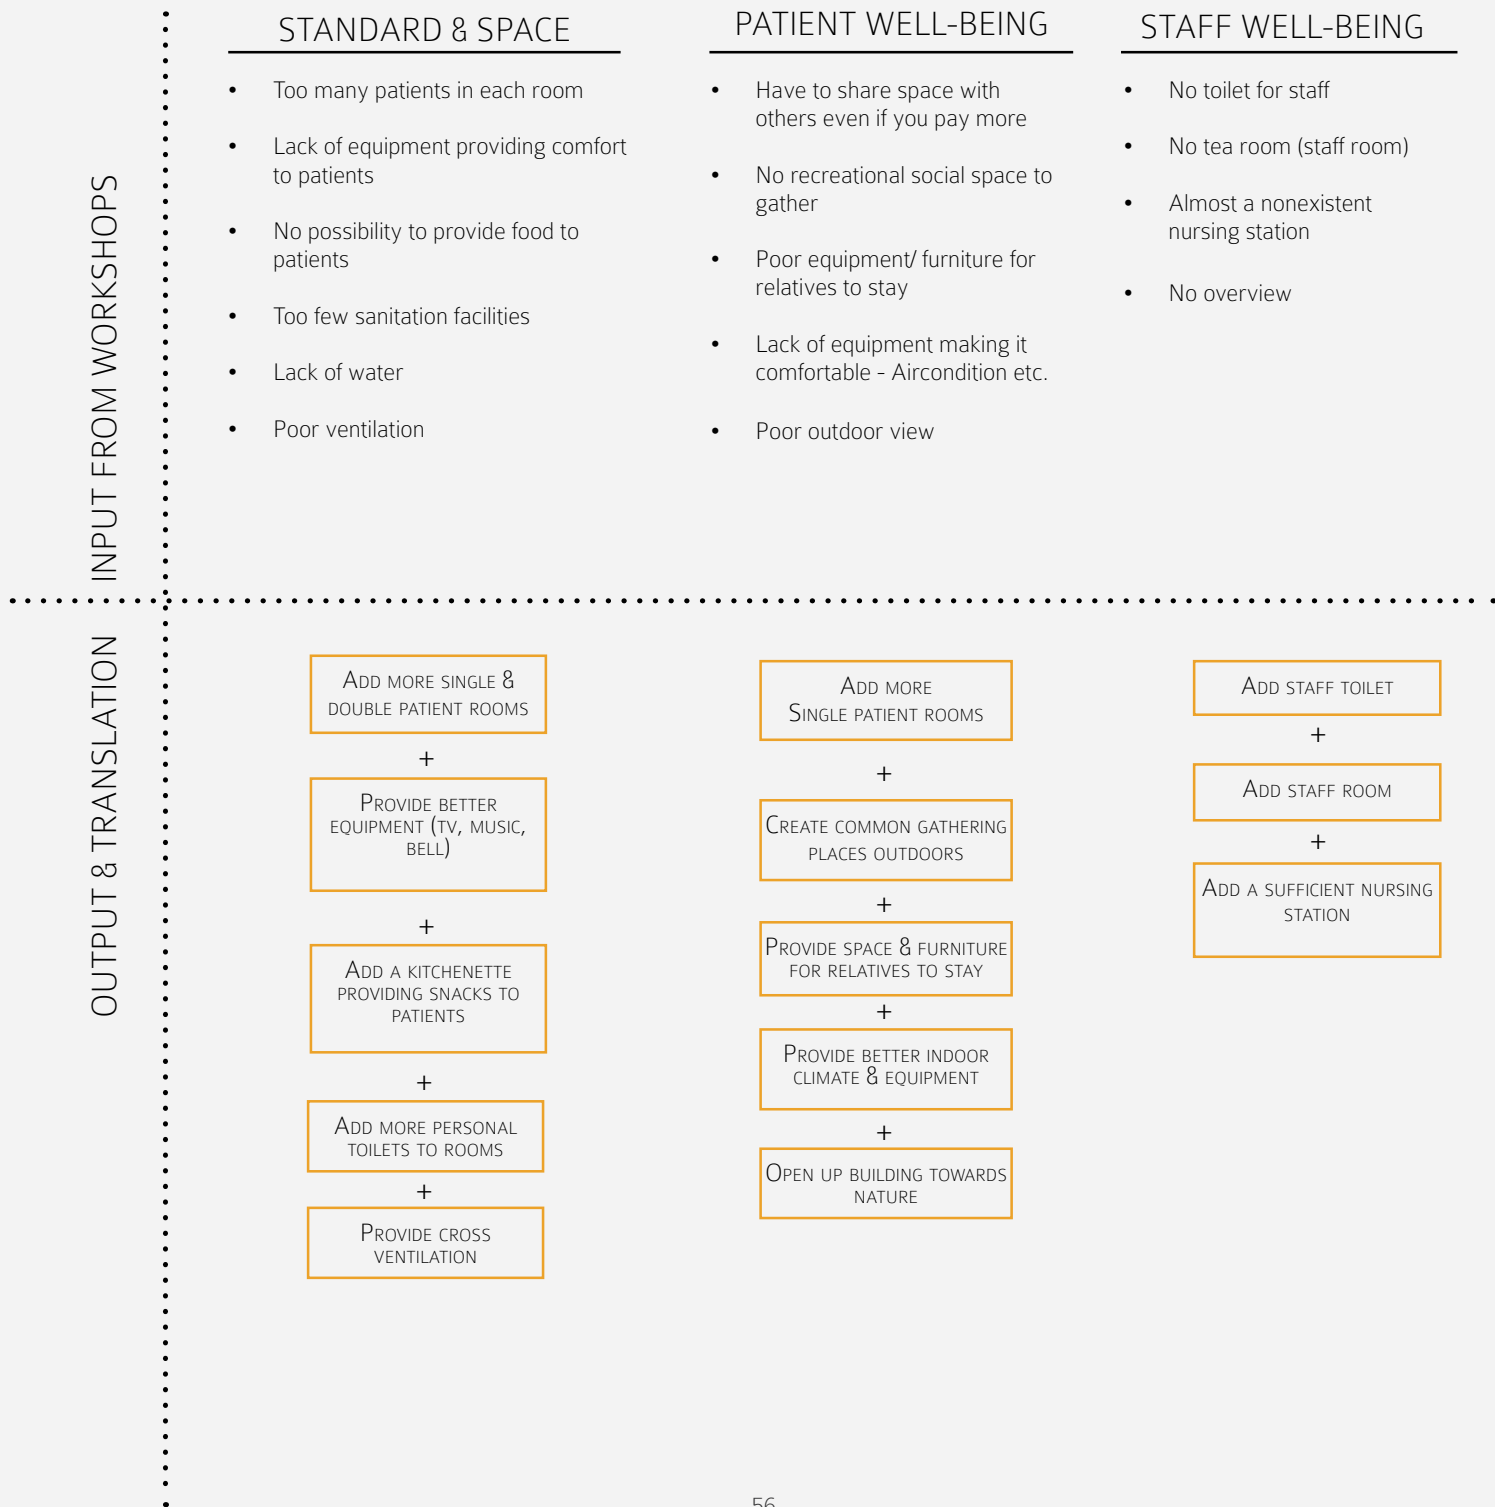 STANDARD & SPACE
• Too many patients in each room
• Lack of equipment providing comfort
to patients
• No possibility to provide food to
patients
• Too few sanitation facilities
• Lack of water
• Poor ventilation
PATIENT WELL-BEING
• Have to share space with
others even if you pay more
• No recreational social space to
gather
• Poor equipment/ furniture for
relatives to stay
• Lack of equipment making it
comfortable - Aircondition etc.
• Poor outdoor view
STAFF WELL-BEING
• No toilet for staff
• No tea room (staff room)
• Almost a nonexistent
nursing station
• No overview
INPUT FROM WORKSHOPS
OUTPUT & TRANSLATION
Add more single &
double patient rooms
+
Provide better
equipment (tv, music,
bell)
+
Add a kitchenette
providing snacks to
patients
+
Add more personal
toilets to rooms
+
Provide cross
ventilation
Add more
Single patient rooms
+
Create common gathering
places outdoors
+
Provide space & furniture
for relatives to stay
+
Provide better indoor
climate & equipment
+
Open up building towards
nature
Add staff toilet
+
Add staff room
+
Add a sufficient nursing
station
56